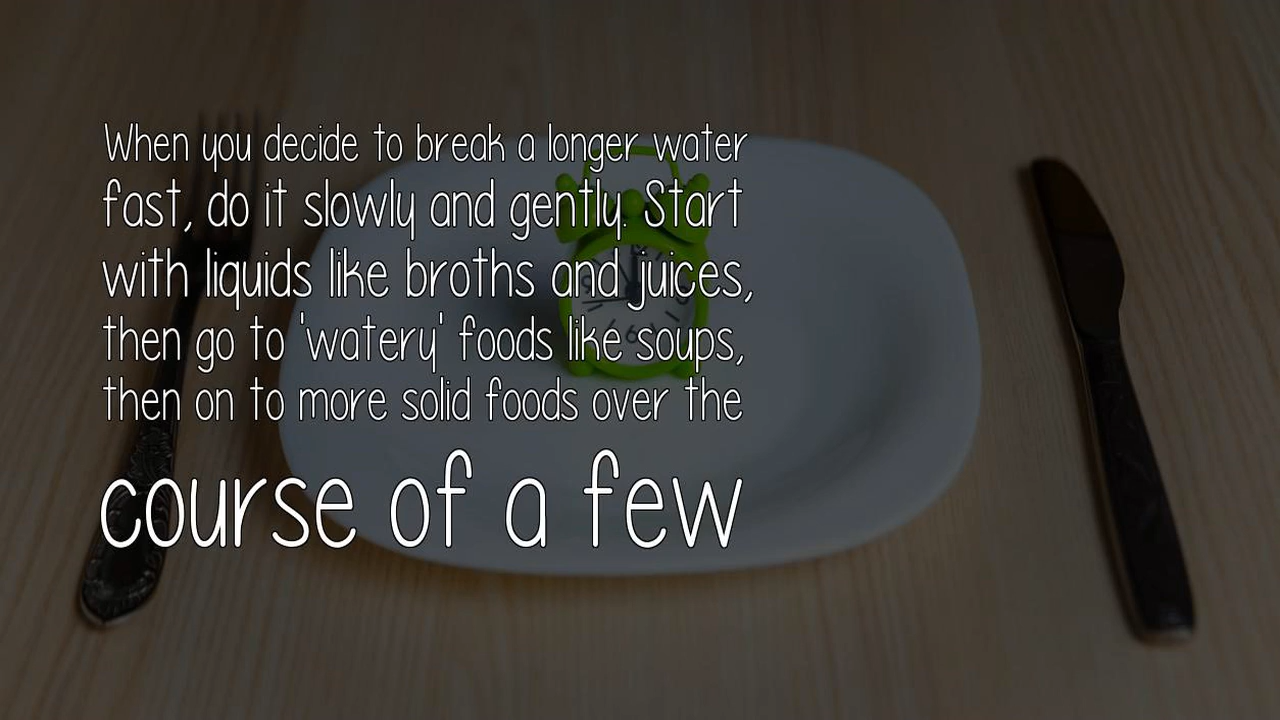 When you decide to break a longer water
fast, do it slowly and gently. Start
with liquids like broths and juices,
then go to 'watery' foods like soups,
then on to more solid foods over the
course of a few